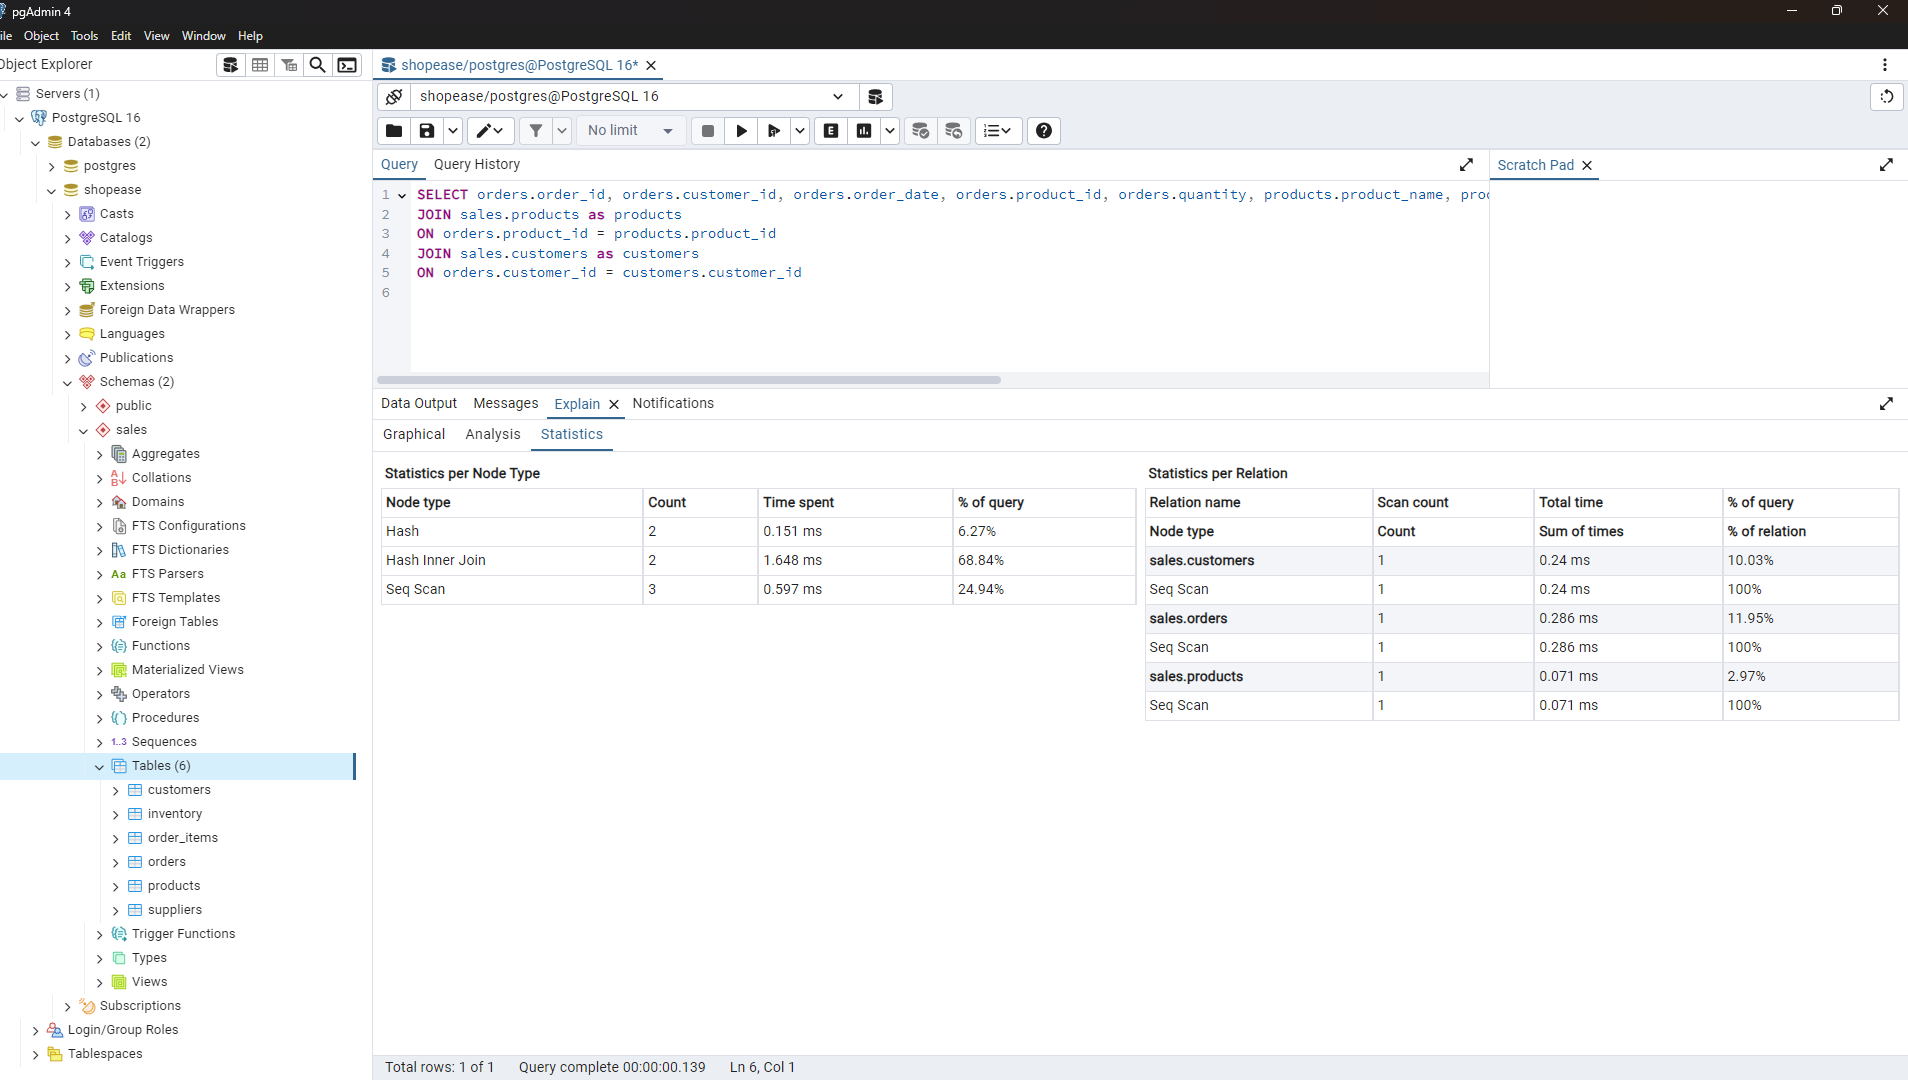 pgAdmin 4
ile Object Tools Edit View Window Help
Object Explorer
shopease/postgres@PostgreSQL 16*
Servers (1)
PostgreSQL 16
Databases (2)
postgres
shopease
Casts
Catalogs
Event Triggers
Extensions
Foreign Data Wrappers
Languages
Publications
Schemas (2)
public
sales
Aggregates
Collations
Domains
FTS Configurations
FTS Dictionaries
Aa FTS Parsers
FTS Templates
Foreign Tables
Functions
Materialized Views
Operators
Procedures
1..3 Sequences
Tables (6)
customers
inventory
order_items
orders
products
suppliers
Trigger Functions
Types
Views
Subscriptions
Login/Group Roles
Tablespaces
shopease/postgres@PostgreSQL 16
No limit
E
Query Query History
Scratch Pad
1 SELECT orders.order_id, orders.customer_id, orders.order_date, orders.product_id, orders.quantity, products.product_name, pro
2 JOIN sales.products as products
3 ON orders.product_id = products.product_id
4 JOIN sales.customers as customers
5 ON orders.customer_id = customers.customer_id
6
Data Output Messages Explain Notifications
Graphical Analysis Statistics
Statistics per Node Type
Node type Count Time spent % of query
Hash 2 0.151 ms 6.27%
Hash Inner Join 2 1.648 ms 68.84%
Seq Scan 3 0.597 ms 24.94%
Statistics per Relation
Relation name Scan count Total time % of query
Node type Count Sum of times % of relation
sales.customers 1 0.24 ms 10.03%
Seq Scan 1 0.24 ms 100%
sales.orders 1 0.286 ms 11.95%
Seq Scan 1 0.286 ms 100%
sales.products 1 0.071 ms 2.97%
Seq Scan 1 0.071 ms 100%
Total rows: 1 of 1 Query complete 00:00:00.139 Ln 6, Col 1